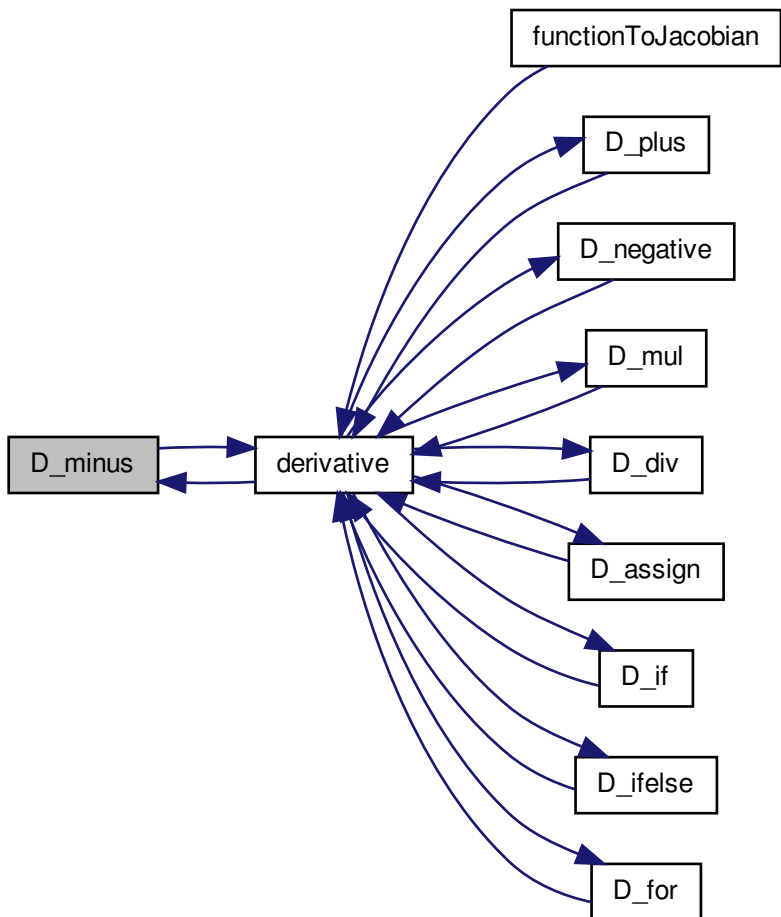 functionToJacobian
D_plus
D_negative
D_mul
D_minus
derivative
D_div
D_assign
D_if
D_ifelse
D_for